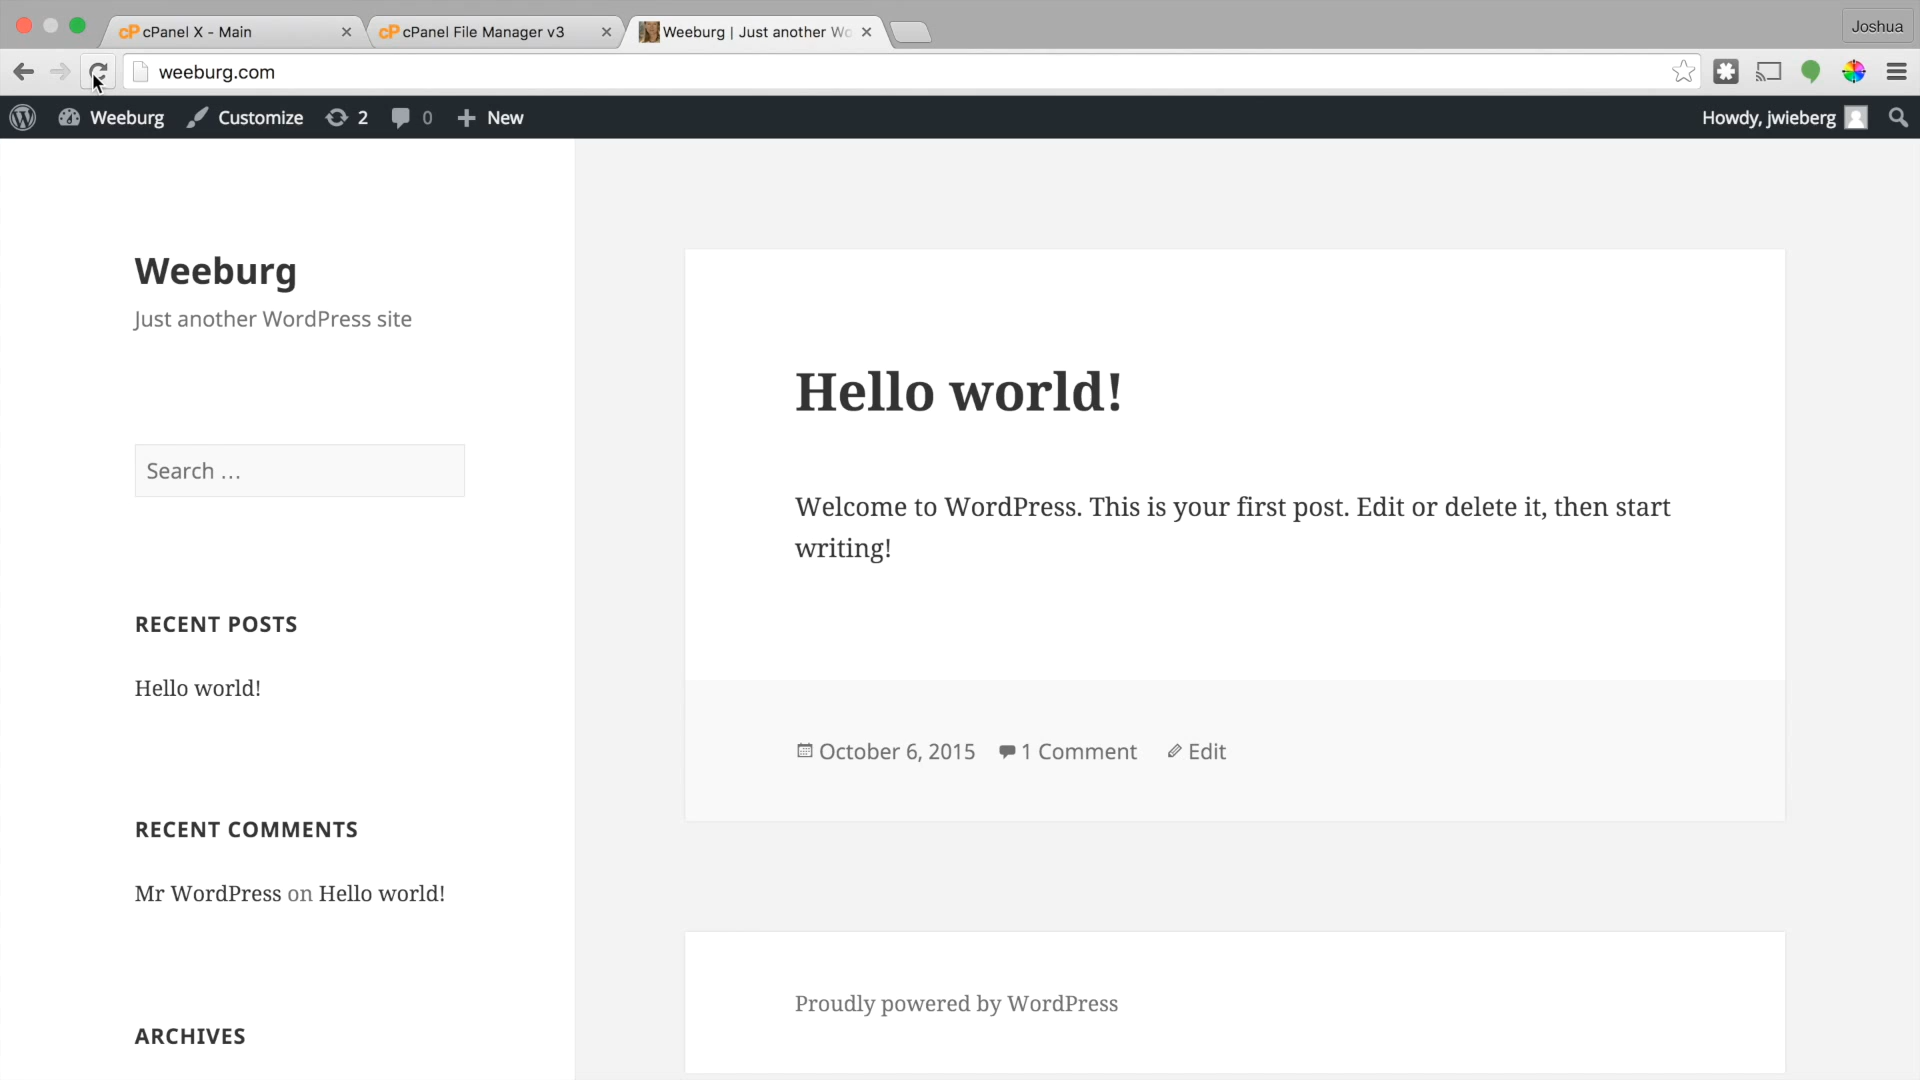 cPanel X - Main
cPanel File Manager v3
Weeburg | Just another Wo
Joshua
weeburg.com
Weeburg
Customize
2
0
New
Howdy, jwieberg
Weeburg
Just another WordPress site
Search …
RECENT POSTS
Hello world!
RECENT COMMENTS
Mr WordPress on Hello world!
ARCHIVES
Hello world!
Welcome to WordPress. This is your first post. Edit or delete it, then start
writing!
October 6, 2015
1 Comment
Edit
Proudly powered by WordPress